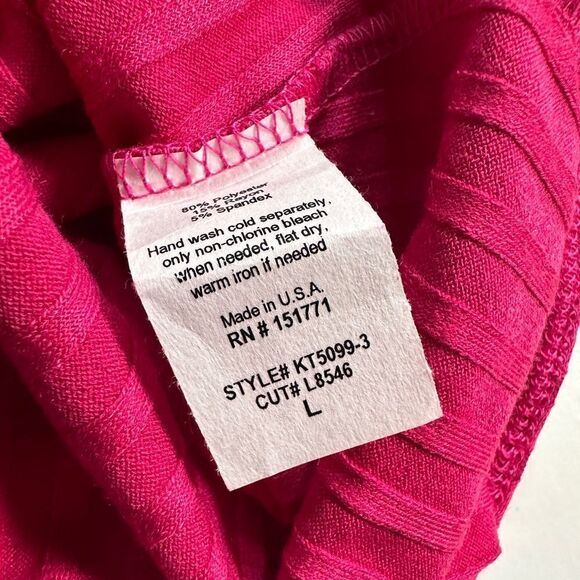 80% Polyester
15% Rayon
5% Spandex
Hand wash cold separately,
only non-chlorine bleach
when needed, flat dry,
warm iron if needed
Made in U.S.A.
RN # 151771
STYLE# KT5099-3
CUT# L8546
L